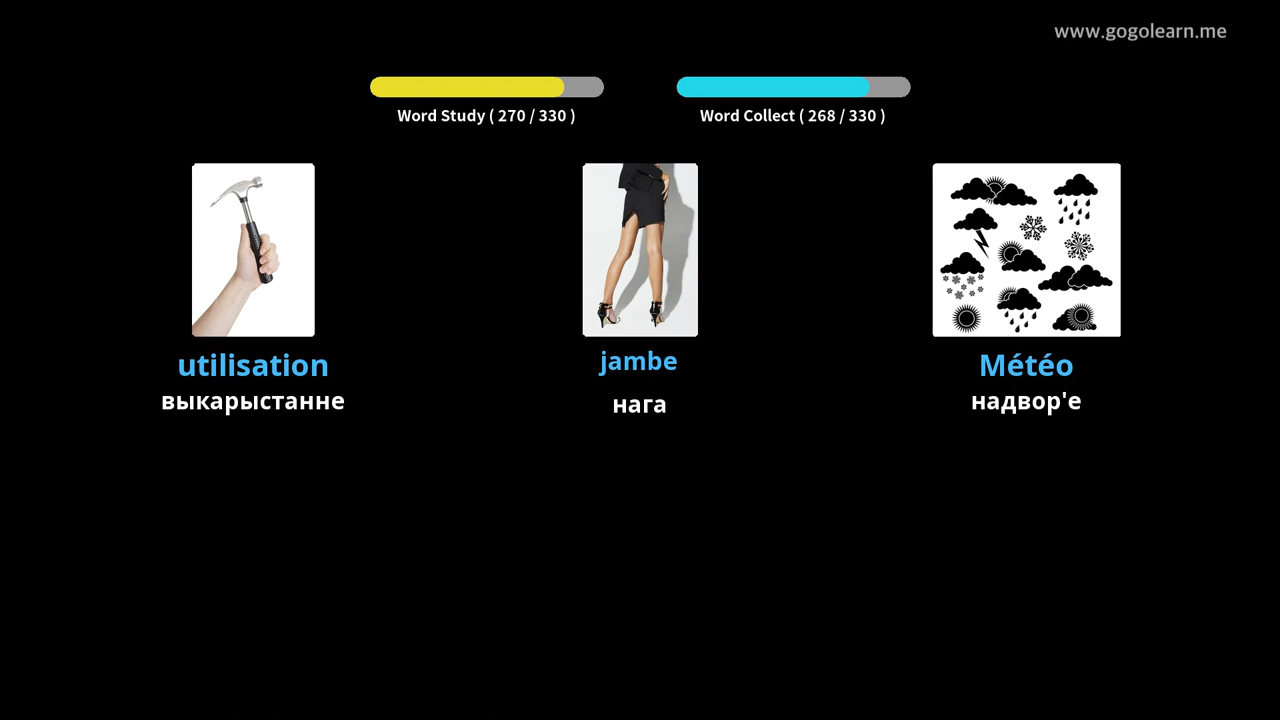 www.gogolearn.me
Word Study ( 270 / 330 )
Word Collect ( 268 / 330 )
utilisation
выкарыстанне
jambe
нага
Météo
надвор'е